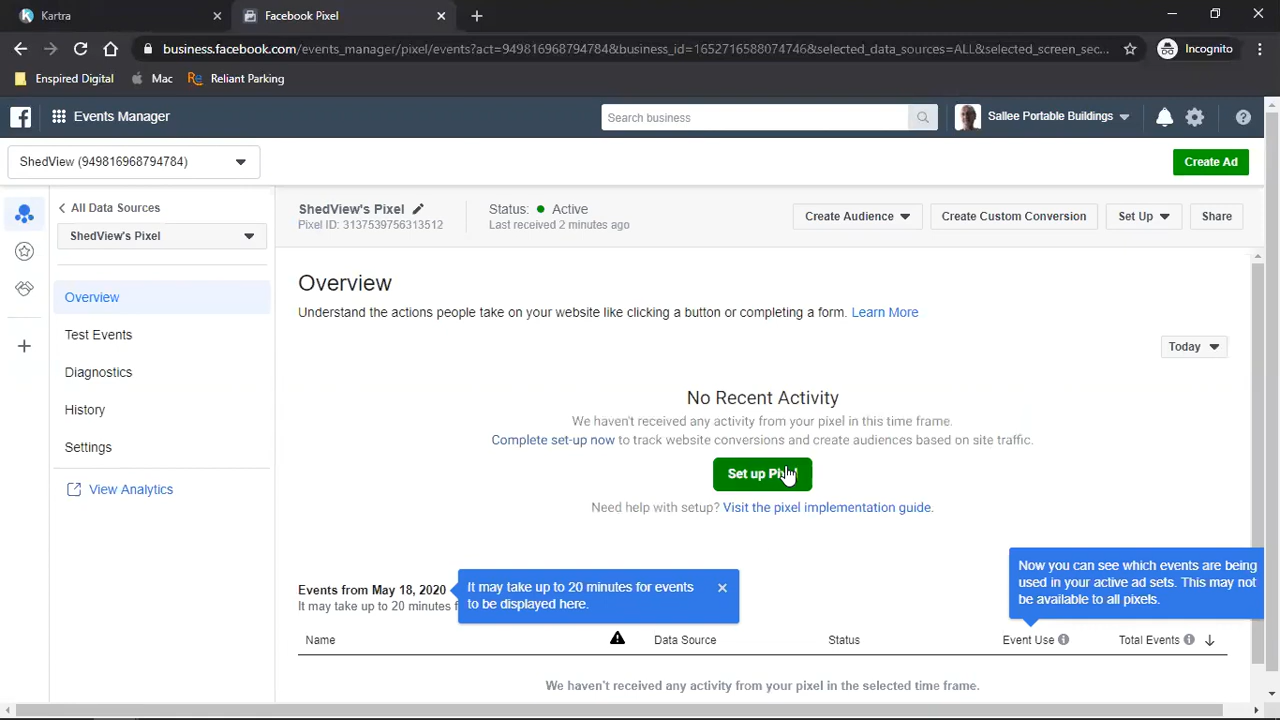 Kartra
Facebook Pixel
business.facebook.com/events_manager/pixel/events?act=949816968794784&business_id=1652716588074746&selected_data_sources=ALL&selected_screen_sec...
Incognito
Inspired Digital
Mac
Reliant Parking
Events Manager
Search business
Sallee Portable Buildings
ShedView (949816968794784)
Create Ad
All Data Sources
ShedView's Pixel
Overview
Test Events
Diagnostics
History
Settings
View Analytics
ShedView's Pixel
Pixel ID: 3137539756313512
Status: Active
Last received 2 minutes ago
Create Audience
Create Custom Conversion
Set Up
Share
Overview
Understand the actions people take on your website like clicking a button or completing a form. Learn More
Today
No Recent Activity
We haven't received any activity from your pixel in this time frame.
Complete set-up now to track website conversions and create audiences based on site traffic.
Set up
Need help with setup? Visit the pixel implementation guide.
Events from May 18, 2020
It may take up to 20 minutes f
It may take up to 20 minutes for events
to be displayed here.
Now you can see which events are being
used in your active ad sets. This may not
be available to all pixels.
Name
Data Source
Status
Event Use
Total Events
We haven't received any activity from your pixel in the selected time frame.